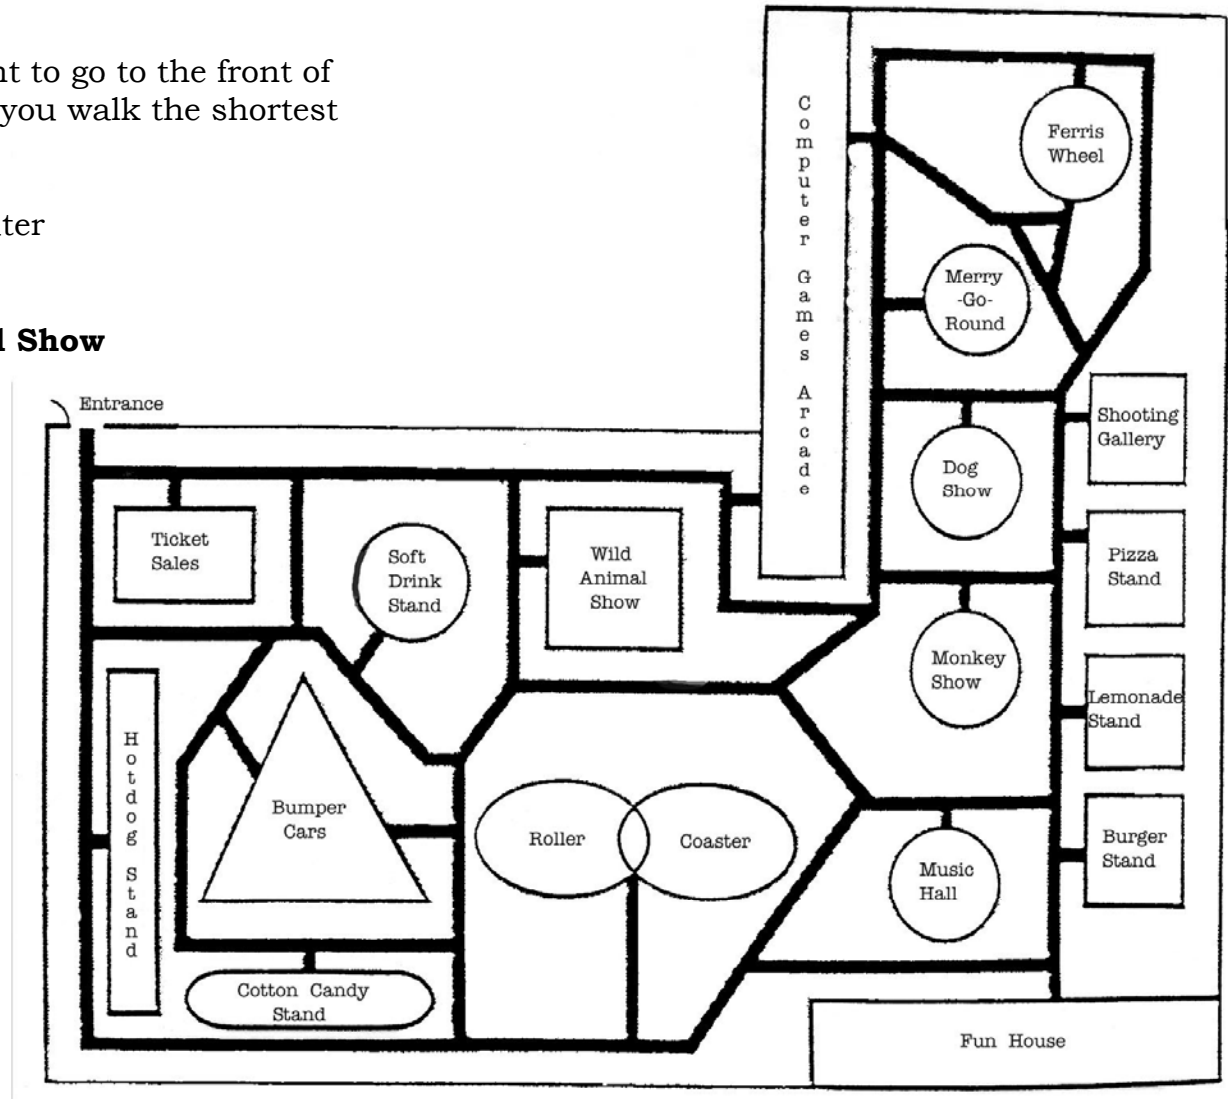 nt to go to the front of
you walk the shortest
ter
l Show
Entrance
Computer Games Arcade
Ferris
Wheel
Merry
-Go-
Round
Shooting
Gallery
Dog
Show
Ticket
Sales
Soft
Drink
Stand
Wild
Animal
Show
Pizza
Stand
Monkey
Show
Lemonade
Stand
Hotdog Stand
Bumper
Cars
Roller Coaster
Music
Hall
Burger
Stand
Cotton Candy
Stand
Fun House